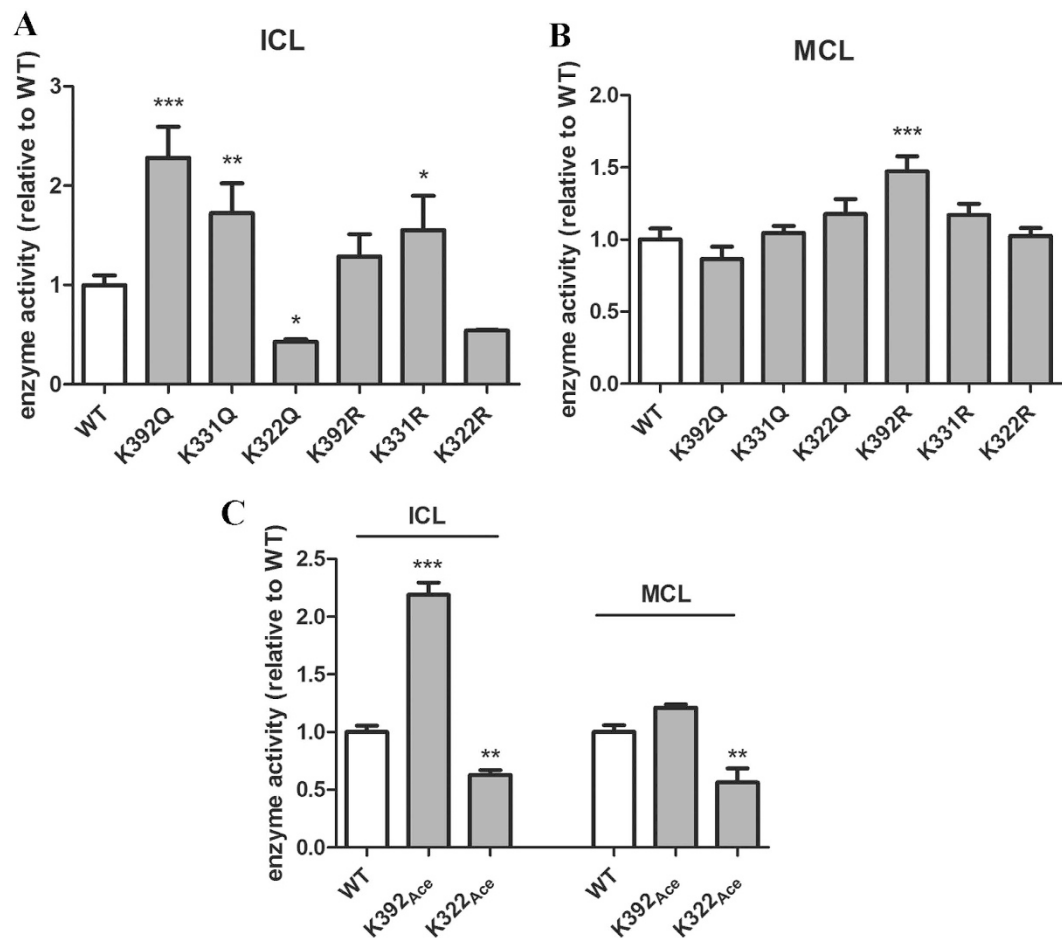 A
ICL
enzyme activity (relative to WT)
3
2
1
0
***
**
*
*
WT
K392Q
K331Q
K322Q
K392R
K331R
K322R
B
MCL
enzyme activity (relative to WT)
2.0
1.5
1.0
0.5
0.0
***
WT
K392Q
K331Q
K322Q
K392R
K331R
K322R
C
ICL
MCL
enzyme activity (relative to WT)
2.5
2.0
1.5
1.0
0.5
0.0
***
**
**
WT
K392Ace
K322Ace
WT
K392Ace
K322Ace